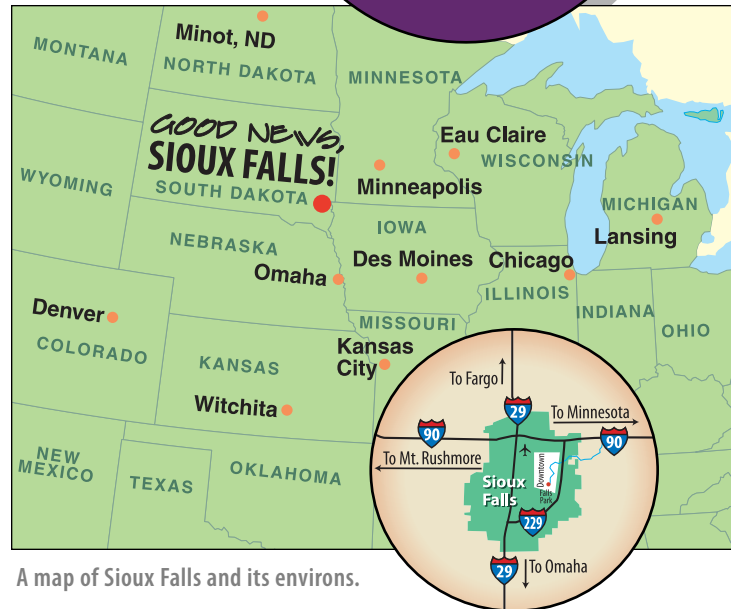 Minot, ND
MONTANA
NORTH DAKOTA
MINNESOTA
GOOD NEWS,
SIOUX FALLS!
Eau Claire
WISCONSIN
WYOMING
SOUTH DAKOTA
Minneapolis
MICHIGAN
Lansing
IOWA
NEBRASKA
Omaha
Des Moines
Chicago
ILLINOIS
INDIANA
OHIO
Denver
COLORADO
MISSOURI
KANSAS
Kansas
City
Witchita
NEW
MEXICO
TEXAS
OKLAHOMA
To Fargo
29
To Minnesota
90
90
To Mt. Rushmore
Downtown
Sioux
Falls
Falls
Park
229
29
To Omaha
A map of Sioux Falls and its environs.